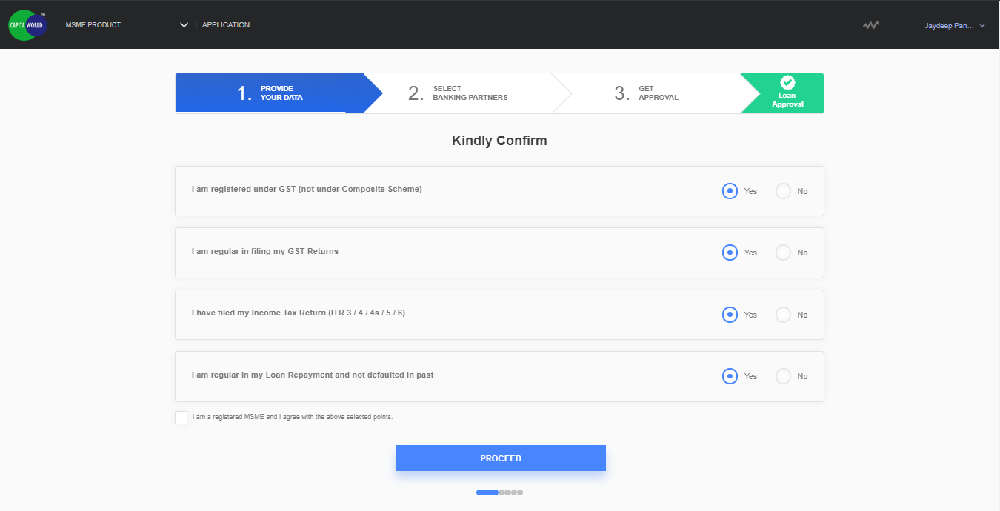 CAPITA WORLD
TM
MSME PRODUCT
APPLICATION
Jaydeep Pan...
1. PROVIDE
YOUR DATA
2. SELECT
BANKING PARTNERS
3. GET
APPROVAL
Loan
Approval
Kindly Confirm
I am registered under GST (not under Composite Scheme) Yes No
I am regular in filing my GST Returns Yes No
I have filed my Income Tax Return (ITR 3 / 4 / 4s / 5 / 6) Yes No
I am regular in my Loan Repayment and not defaulted in past Yes No
I am a registered MSME and I agree with the above selected points.
PROCEED